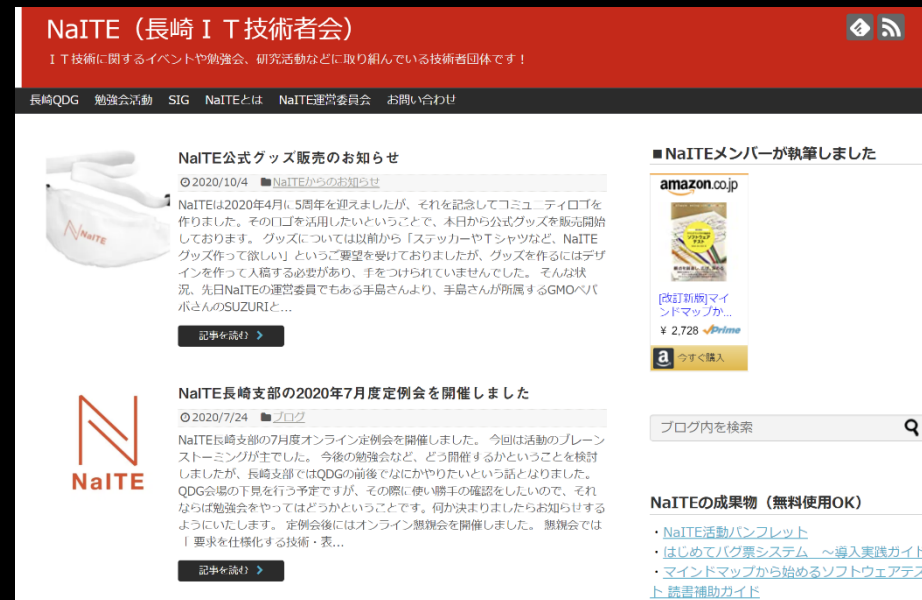 NaITE（長崎ＩＴ技術者会）
ＩＴ技術に関するイベントや勉強会、研究活動などに取り組んでいる技術者団体です！
長崎QDG 勉強会活動 SIG NaITEとは NaITE運営委員会 お問い合わせ
NaITE
NaITE公式グッズ販売のお知らせ
2020/10/4 NaITEからのお知らせ
NaITEは2020年4月に5周年を迎えましたが、それを記念してコミュニティロゴを
作りました。そのロゴを活用したいということで、本日から公式グッズを販売開始
しております。 グッズについては以前から「ステッカーやＴシャツなど、NaITE
グッズ作って欲しい」というご要望を受けておりましたが、グッズを作るにはデザ
インを作って入稿する必要があり、手をつけられていませんでした。 そんな状
況、先日NaITEの運営委員でもある手島さんより、手島さんが所属するGMOペパ
ボさんのSUZURIと...
記事を読む
NaITE
NaITE長崎支部の2020年7月度定例会を開催しました
2020/7/24 ブログ
NaITE長崎支部の7月度オンライン定例会を開催しました。 今回は活動のブレーン
ストーミングが主でした。 今後の勉強会など、どう開催するかということを検討
しましたが、長崎支部ではQDGの前後でなにかやりたいという話となりました。
QDG会場の下見を行う予定ですが、その際に使い勝手の確認をしたいので、それ
ならば勉強会をやってはどうかということです。何か決まりましたらお知らせする
ようにいたします。 定例会後にはオンライン懇親会を開催しました。 懇親会では
「要求を仕様化する技術・表...
記事を読む
■NaITEメンバーが執筆しました
amazon.co.jp
マインドマップから始める
ソフトウェア
テスト
[改訂新版]マイ
ンドマップか...
¥ 2,728 Prime
a 今すぐ購入
ブログ内を検索
NaITEの成果物（無料使用OK）
・NaITE活動パンフレット
・はじめてバグ票システム ～導入実践ガイド
・マインドマップから始めるソフトウェアテス
ト 読書補助ガイド